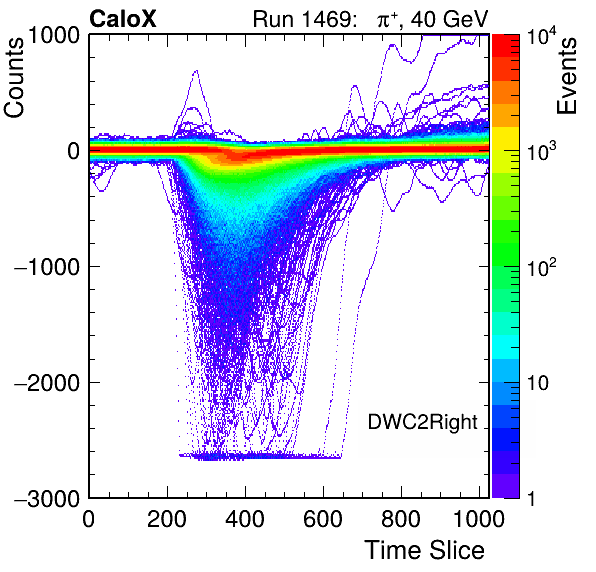 CaloX Run 1469: π⁺, 40 GeV
Counts
Events
1000
0
−1000
−2000
−3000
0 200 400 600 800 1000
Time Slice
DWC2Right
10⁴
10³
10²
10
1